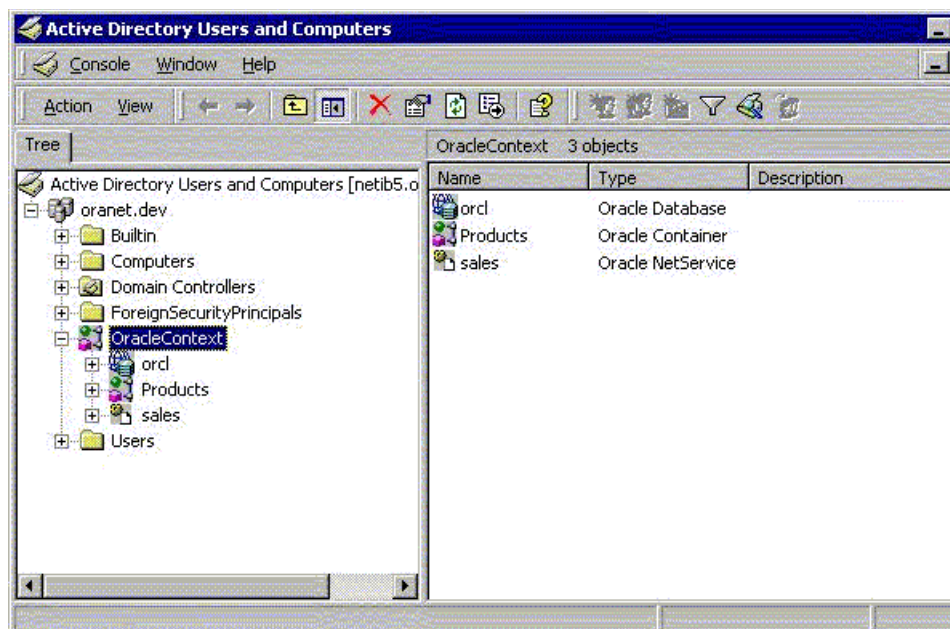 Active Directory Users and Computers
Console Window Help
Action View
Tree
OracleContext 3 objects
Active Directory Users and Computers [netib5.o
oranet.dev
Builtin
Computers
Domain Controllers
ForeignSecurityPrincipals
OracleContext
orcl
Products
sales
Users
Name Type Description
orcl Oracle Database
Products Oracle Container
sales Oracle NetService